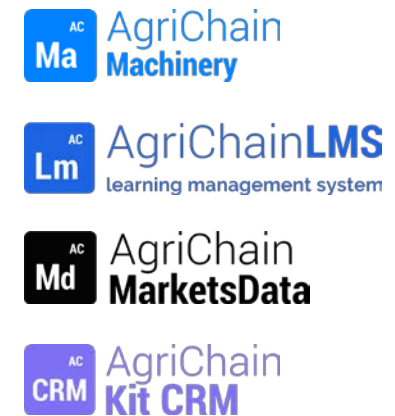 AC
Ma
AgriChain
Machinery
AC
Lm
AgriChainLMS
learning management system
AC
Md
AgriChain
MarketsData
AC
CRM
AgriChain
Kit CRM